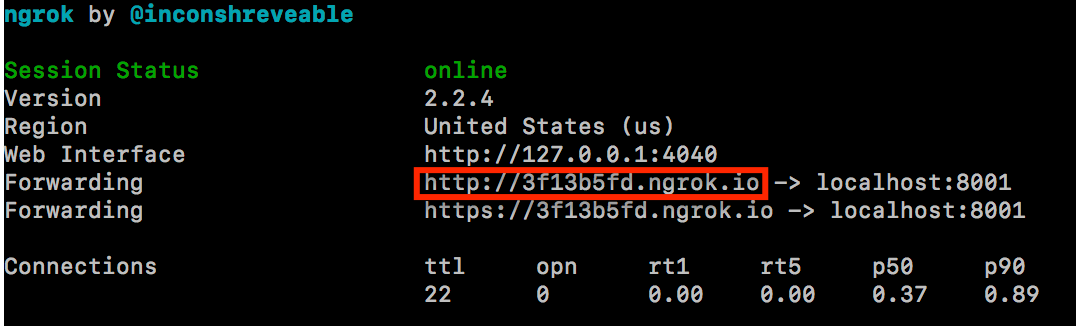 ngrok by @inconshreveable
Session Status online
Version 2.2.4
Region United States (us)
Web Interface http://127.0.0.1:4040
Forwarding http://3f13b5fd.ngrok.io -> localhost:8001
Forwarding https://3f13b5fd.ngrok.io -> localhost:8001
Connections ttl opn rt1 rt5 p50 p90
22 0 0.00 0.00 0.37 0.89